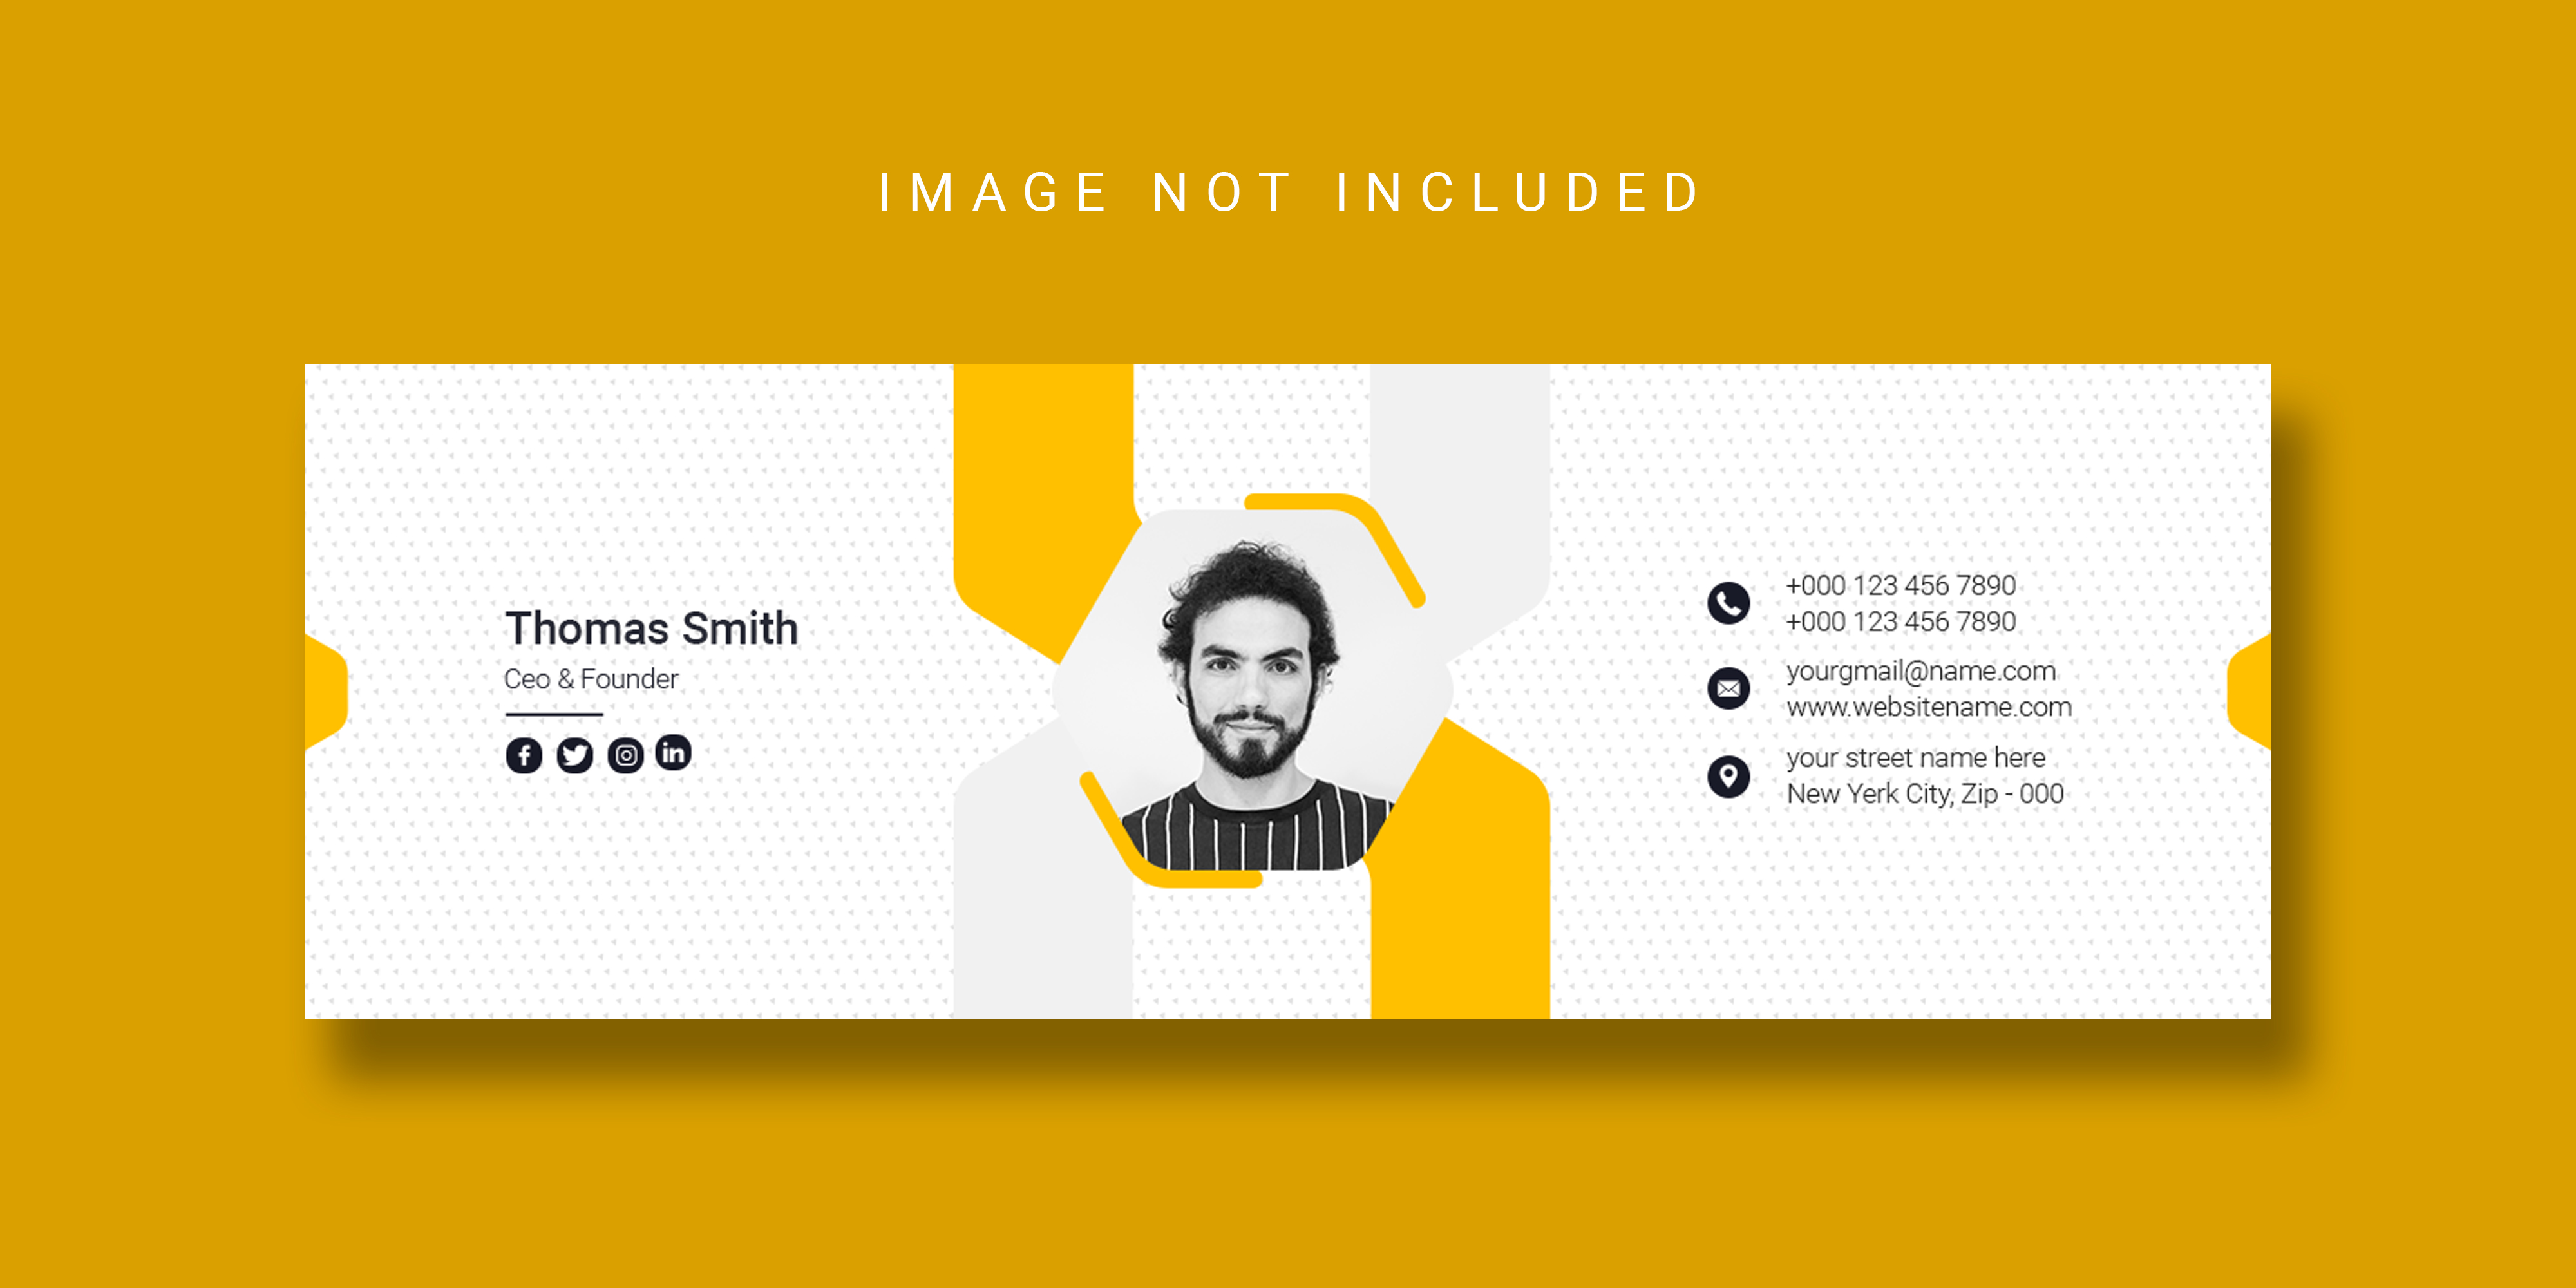 IMAGE NOT INCLUDED
Thomas Smith
Ceo & Founder
+000 123 456 7890
+000 123 456 7890
yourgmail@name.com
www.websitename.com
your street name here
New Yerk City, Zip - 000